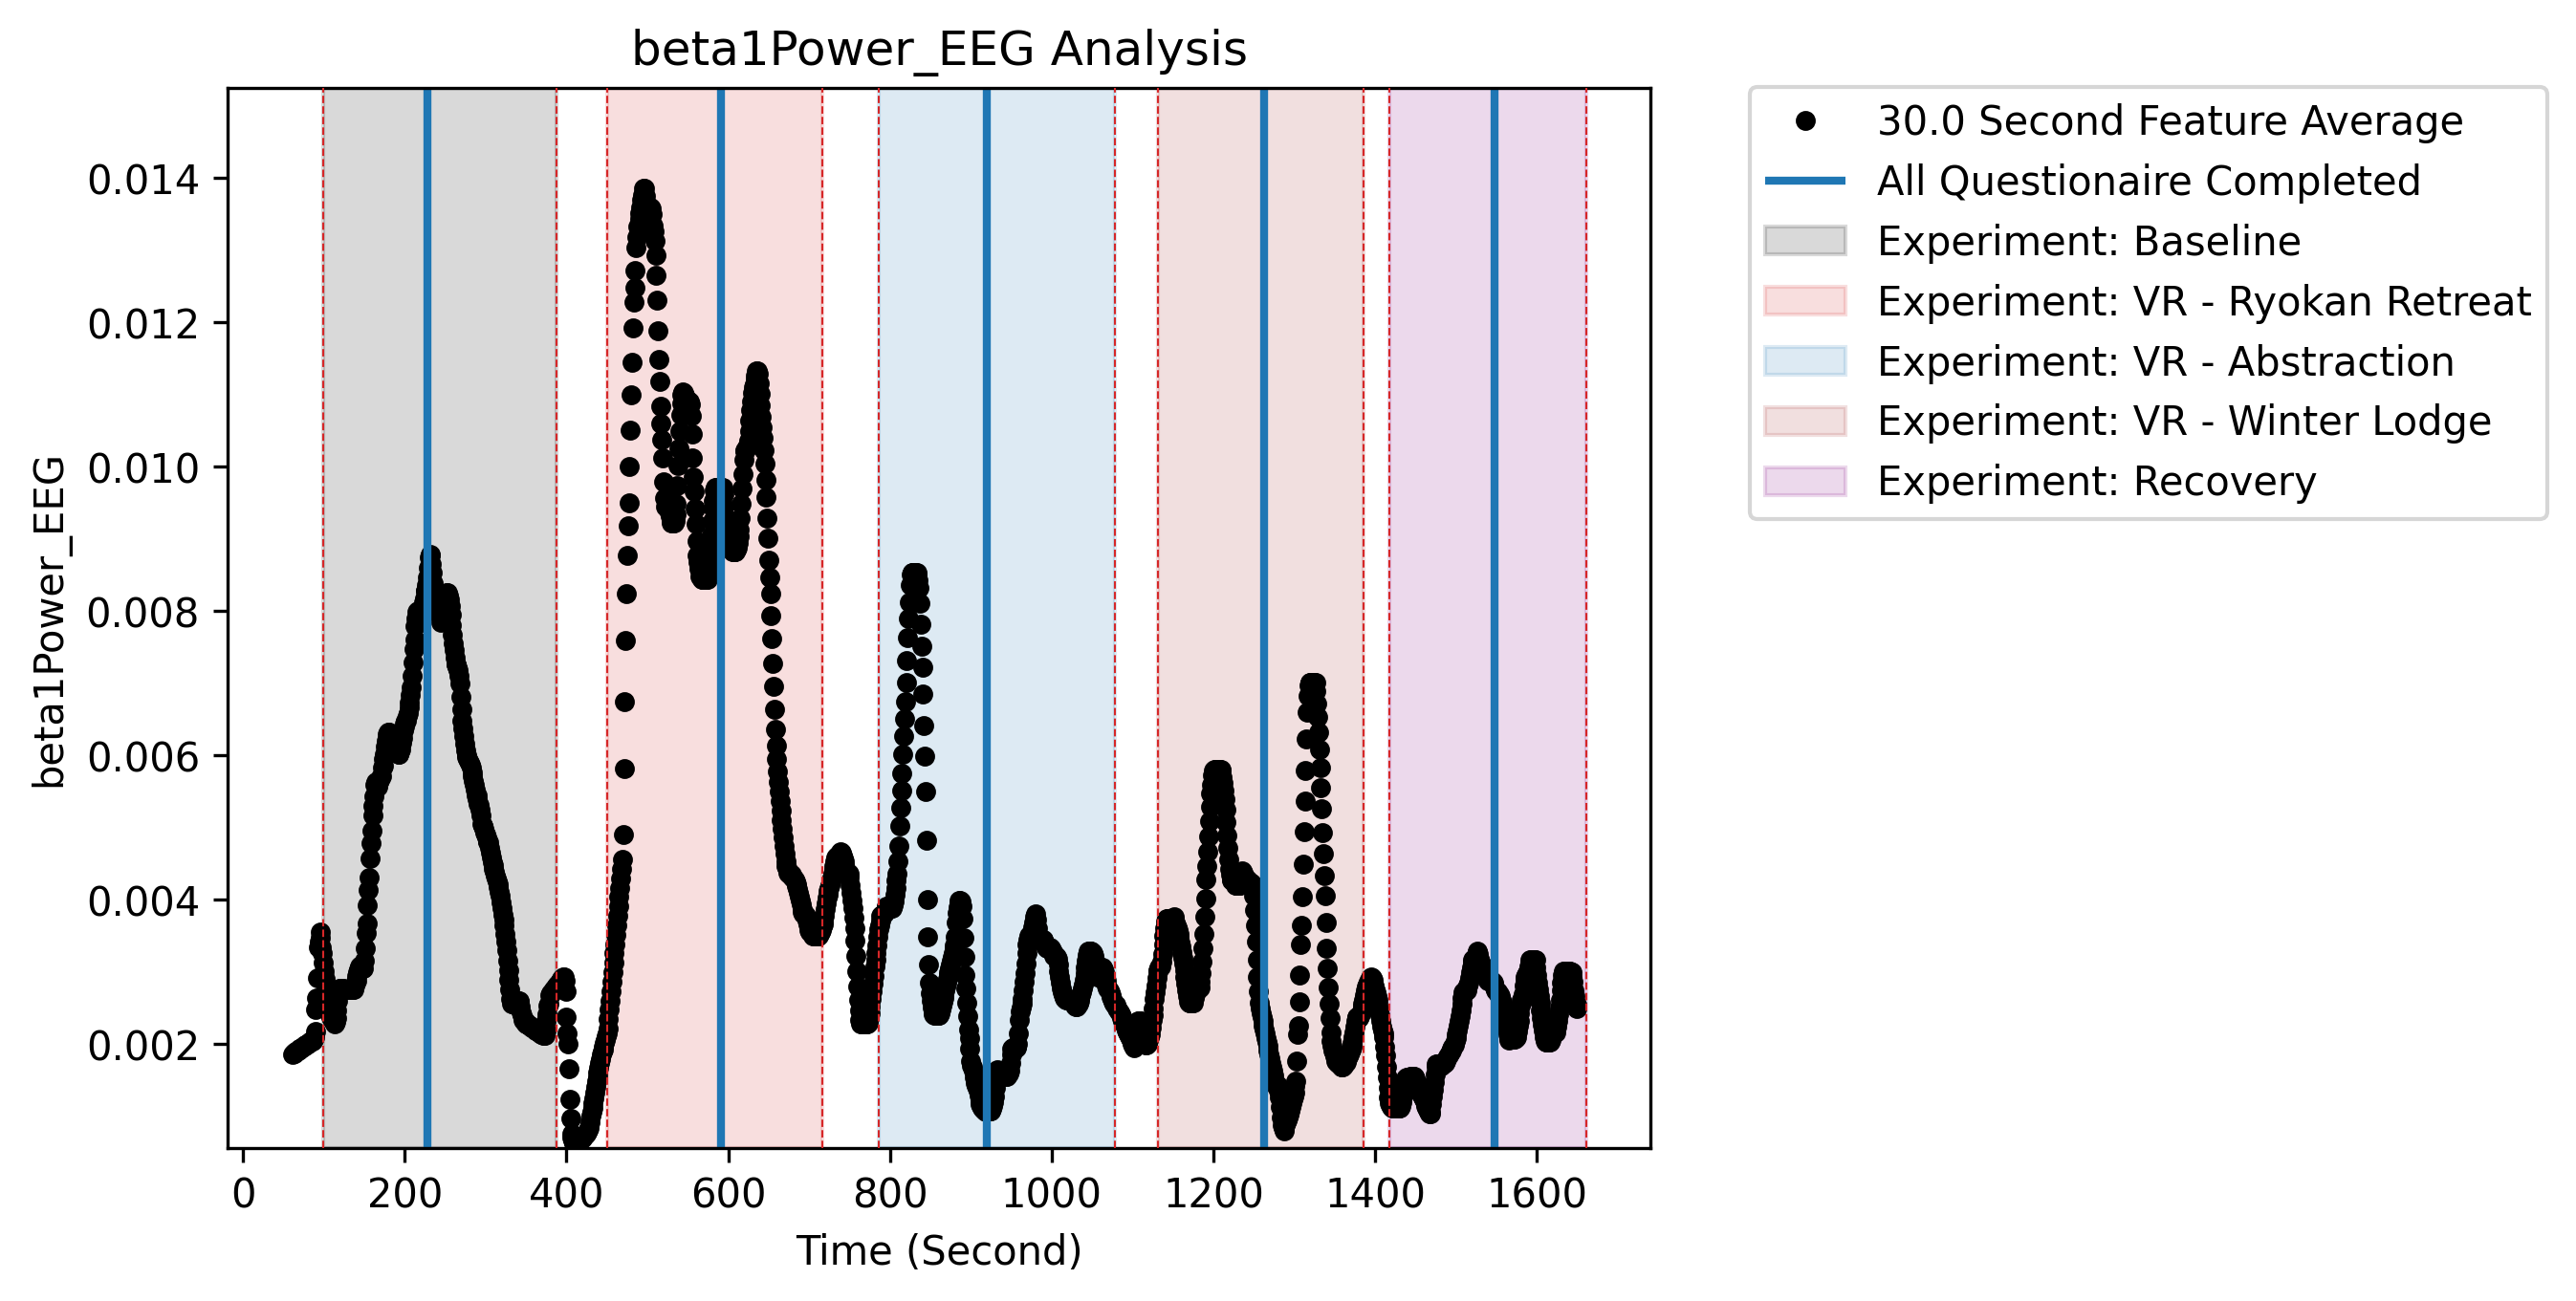 beta1Power_EEG Analysis
0.014
0.012
0.010
0.008
0.006
0.004
0.002
beta1Power_EEG
0 200 400 600 800 1000 1200 1400 1600
Time (Second)
30.0 Second Feature Average
All Questionaire Completed
Experiment: Baseline
Experiment: VR - Ryokan Retreat
Experiment: VR - Abstraction
Experiment: VR - Winter Lodge
Experiment: Recovery